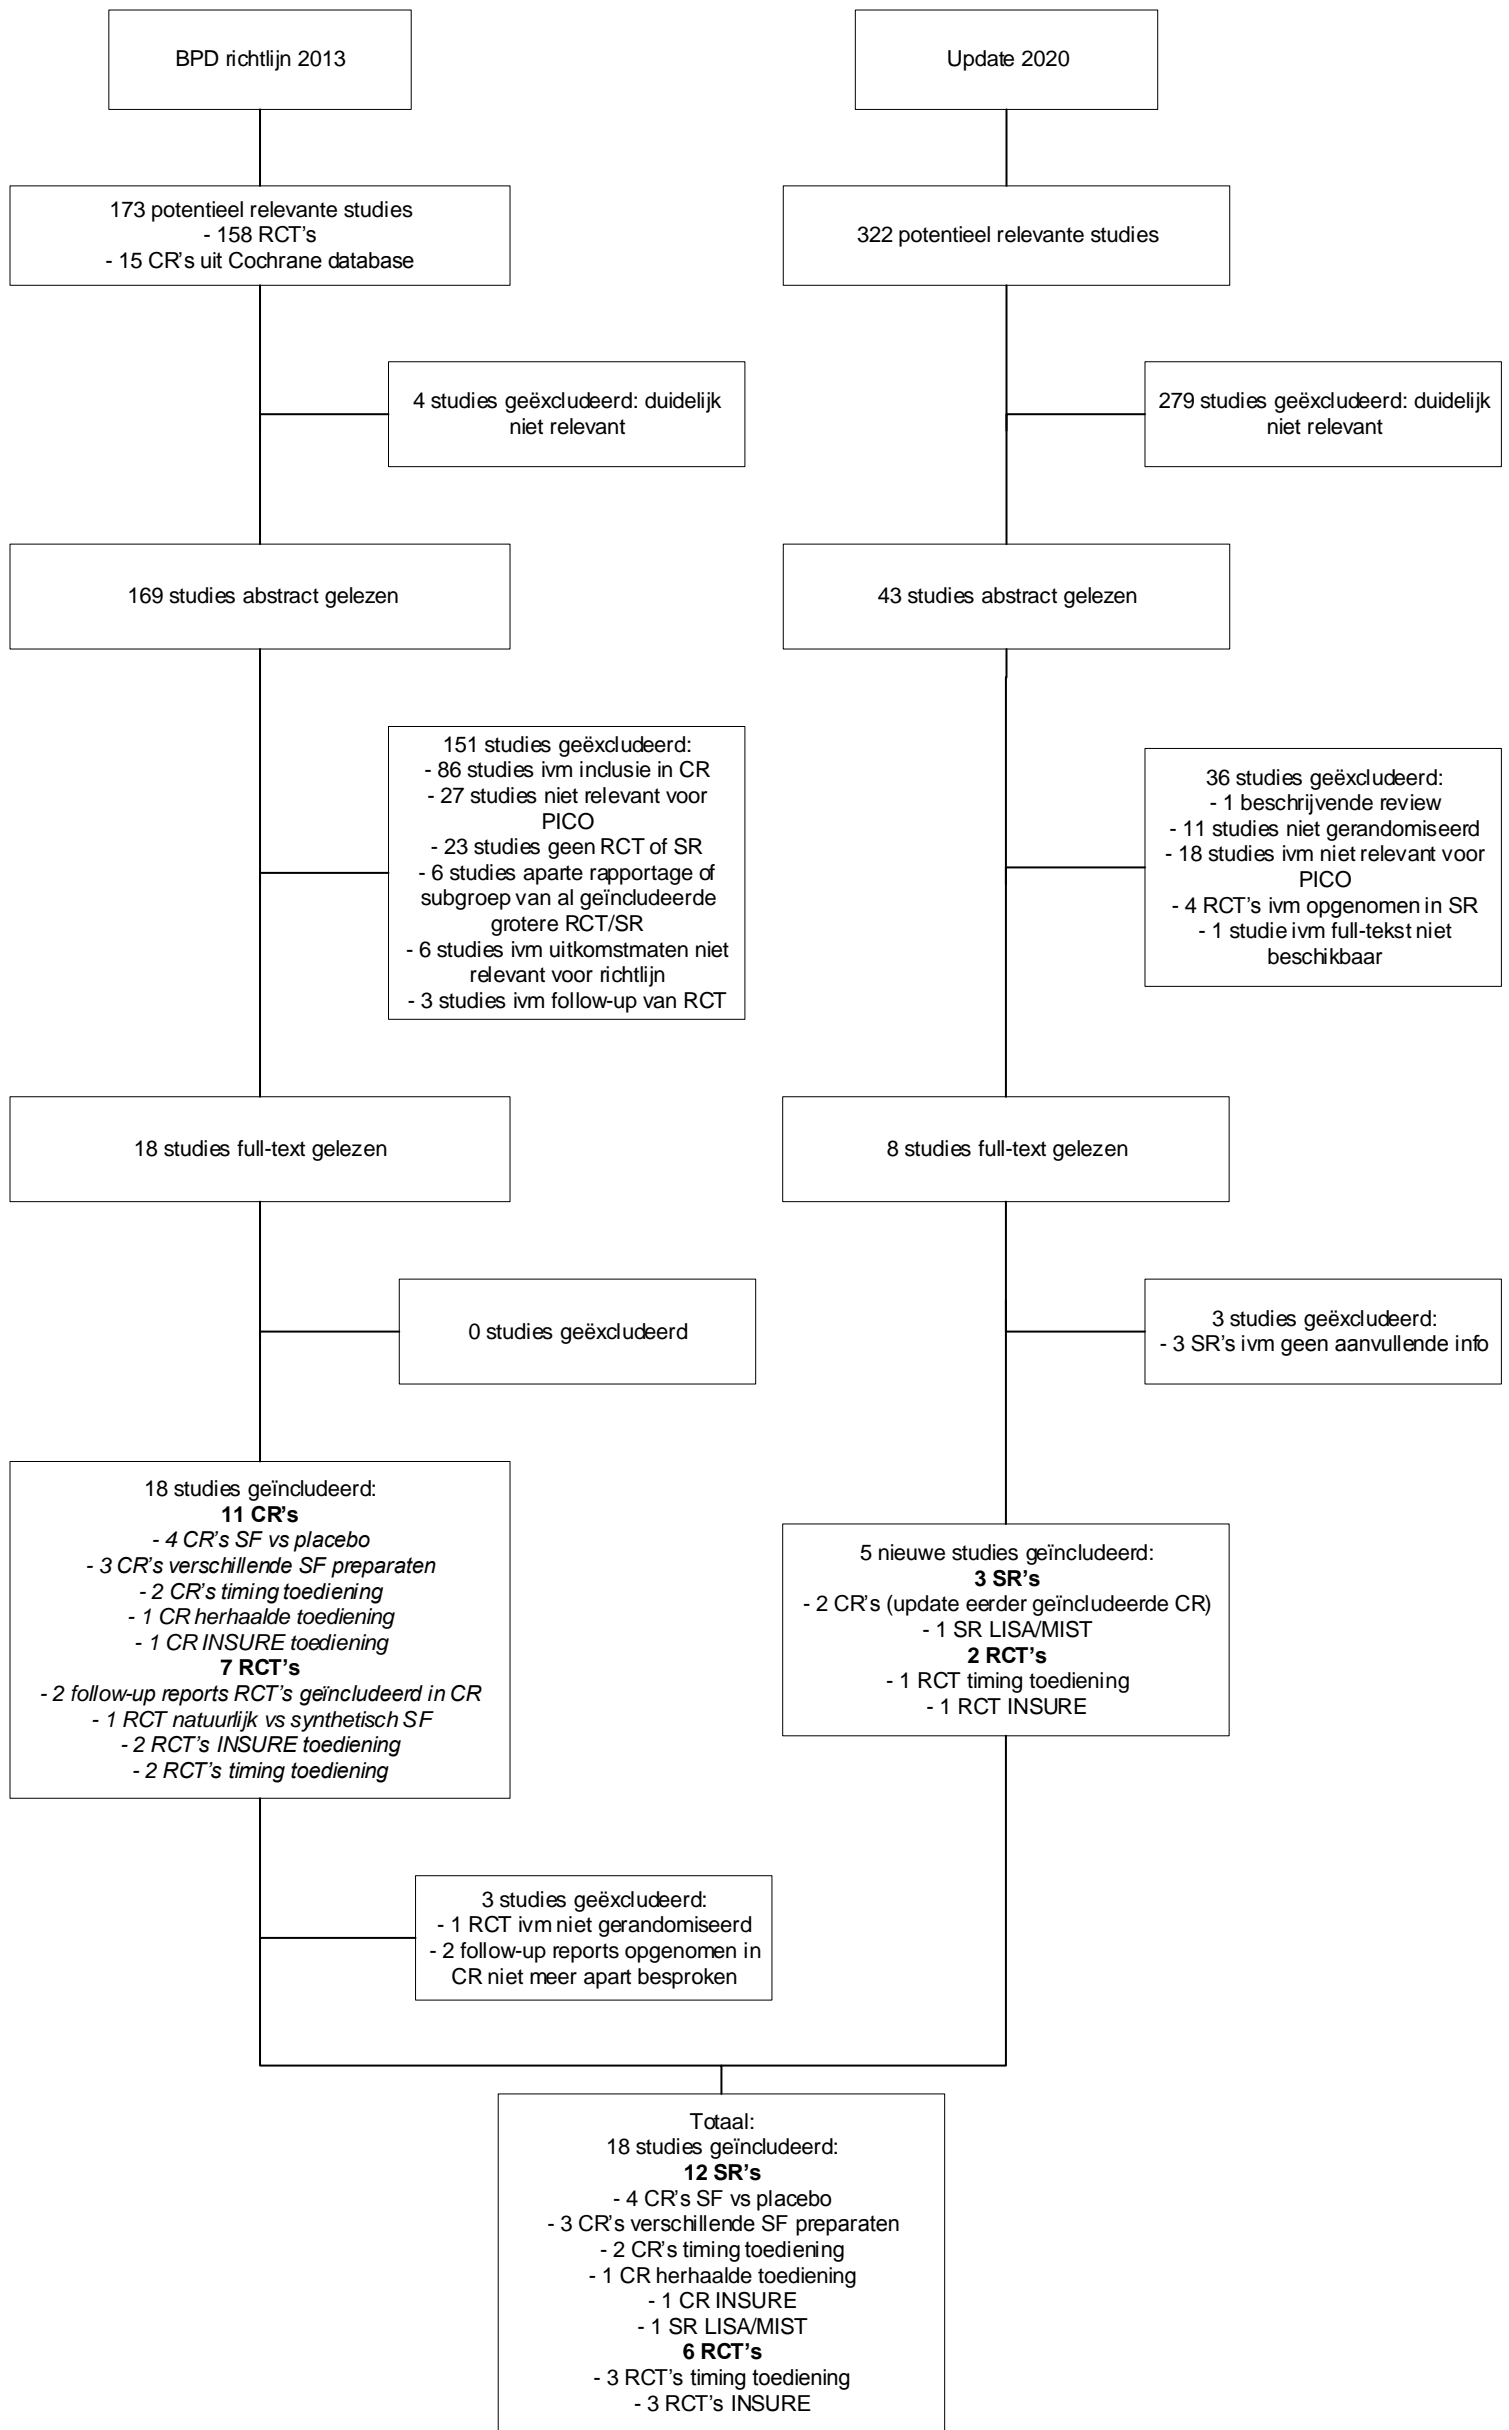 BPD richtlijn 2013
Update 2020
173 potentieel relevante studies
- 158 RCT's
- 15 CR's uit Cochrane database
322 potentieel relevante studies
4 studies geëxcludeerd: duidelijk
niet relevant
279 studies geëxcludeerd: duidelijk
niet relevant
169 studies abstract gelezen
43 studies abstract gelezen
151 studies geëxcludeerd:
- 86 studies ivm inclusie in CR
- 27 studies niet relevant voor
PICO
- 23 studies geen RCT of SR
- 6 studies aparte rapportage of
subgroep van al geïncludeerde
grotere RCT/SR
- 6 studies ivm uitkomstmaten niet
relevant voor richtlijn
- 3 studies ivm follow-up van RCT
36 studies geëxcludeerd:
- 1 beschrijvende review
- 11 studies niet gerandomiseerd
- 18 studies ivm niet relevant voor
PICO
- 4 RCT's ivm opgenomen in SR
- 1 studie ivm full-tekst niet
beschikbaar
18 studies full-text gelezen
8 studies full-text gelezen
0 studies geëxcludeerd
3 studies geëxcludeerd:
- 3 SR's ivm geen aanvullende info
18 studies geïncludeerd:
11 CR's
- 4 CR's SF vs placebo
- 3 CR's verschillende SF preparaten
- 2 CR's timing toediening
- 1 CR herhaalde toediening
- 1 CR INSURE toediening
7 RCT's
- 2 follow-up reports RCT's geïncludeerd in CR
- 1 RCT natuurlijk vs synthetisch SF
- 2 RCT's INSURE toediening
- 2 RCT's timing toediening
5 nieuwe studies geïncludeerd:
3 SR's
- 2 CR's (update eerder geïncludeerde CR)
- 1 SR LISA/MIST
2 RCT's
- 1 RCT timing toediening
- 1 RCT INSURE
3 studies geëxcludeerd:
- 1 RCT ivm niet gerandomiseerd
- 2 follow-up reports opgenomen in
CR niet meer apart besproken
Totaal:
18 studies geïncludeerd:
12 SR's
- 4 CR's SF vs placebo
- 3 CR's verschillende SF preparaten
- 2 CR's timing toediening
- 1 CR herhaalde toediening
- 1 CR INSURE
- 1 SR LISA/MIST
6 RCT's
- 3 RCT's timing toediening
- 3 RCT's INSURE